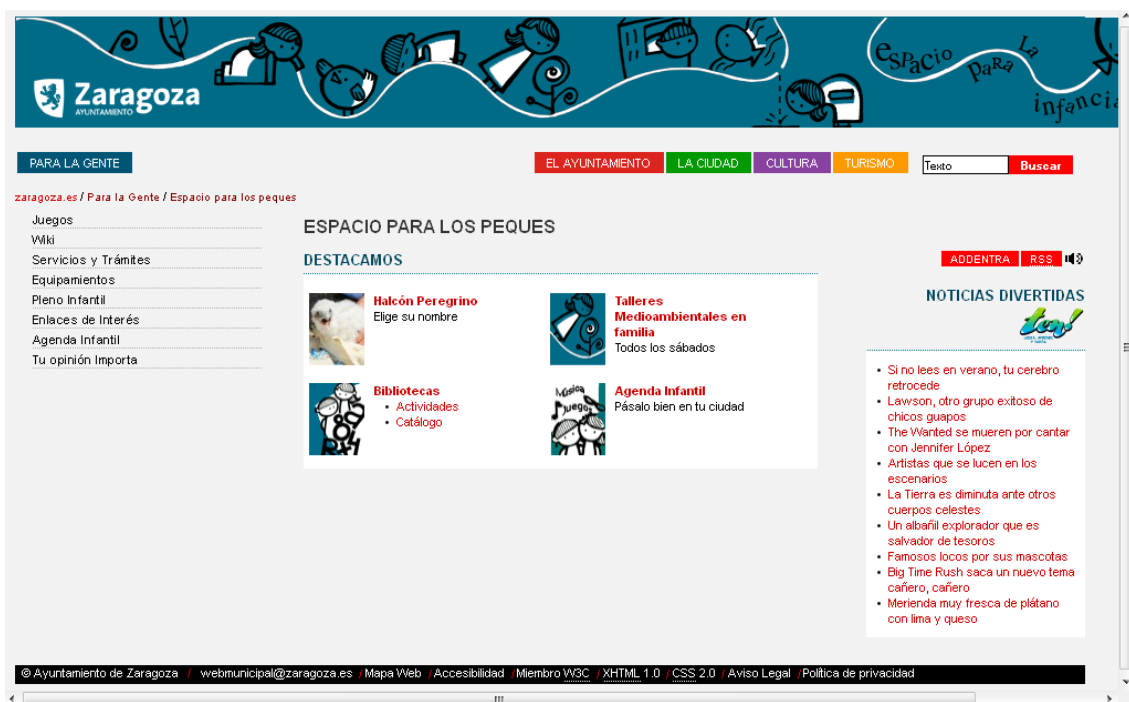 Zaragoza
AYUNTAMIENTO
espacio para la infancia
PARA LA GENTE
EL AYUNTAMIENTO LA CIUDAD CULTURA TURISMO Texto Buscar
zaragoza.es / Para la Gente / Espacio para los peques
Juegos
Wiki
Servicios y Trámites
Equipamientos
Pleno Infantil
Enlaces de Interés
Agenda Infantil
Tu opinión Importa
ESPACIO PARA LOS PEQUES
DESTACAMOS
Halcón Peregrino
Elige su nombre
Talleres
Medioambientales en
familia
Todos los sábados
Bibliotecas
• Actividades
• Catálogo
Música
Juegos
Agenda Infantil
Pásalo bien en tu ciudad
ADDENTRA RSS
NOTICIAS DIVERTIDAS
• Si no lees en verano, tu cerebro
retrocede
• Lawson, otro grupo exitoso de
chicos guapos
• The Wanted se mueren por cantar
con Jennifer López
• Artistas que se lucen en los
escenarios
• La Tierra es diminuta ante otros
cuerpos celestes
• Un albañil explorador que es
salvador de tesoros
• Famosos locos por sus mascotas
• Big Time Rush saca un nuevo tema
cañero, cañero
• Merienda muy fresca de plátano
con lima y queso
© Ayuntamiento de Zaragoza / webmunicipal@zaragoza.es / Mapa Web / Accesibilidad / Miembro W3C / XHTML 1.0 / CSS 2.0 / Aviso Legal / Política de privacidad